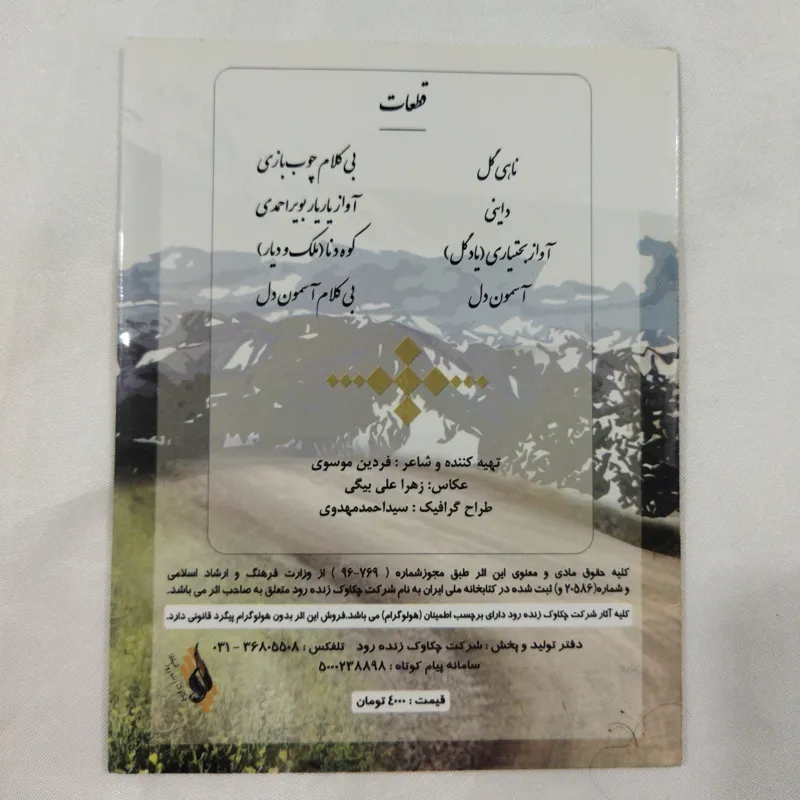 قطعات
ناهی گل
بی کلام چوب بازی
داینی
آواز یار یار بویراحمدی
آواز بختیاری (یاد گل)
کوه دنا (ملک و دیار)
آسمون دل
بی کلام آسمون دل
تهیه کننده و شاعر : فردین موسوی
عکاس: زهرا علی بیگی
طراح گرافیک : سیداحمدمهدوی
کلیه حقوق مادی و معنوی این اثر طبق مجوزشماره ( ۷۶۹-۹۶ ) از وزارت فرهنگ و ارشاد اسلامی
و شماره(۲۰۵۸۶ و) ثبت شده در کتابخانه ملی ایران به نام شرکت چکاوک زنده رود متعلق به صاحب اثر می باشد.
کلیه آثار شرکت چکاوک زنده رود دارای برچسب اطمینان (هولوگرام) می باشد.فروش این اثر بدون هولوگرام پیگرد قانونی دارد.
دفتر تولید و پخش : شرکت چکاوک زنده رود تلفکس : ۳۶۸۰۵۵۰۸ - ۰۳۱
سامانه پیام کوتاه : ۵۰۰۰۲۳۸۸۹۸
قیمت : ۴۰۰۰ تومان